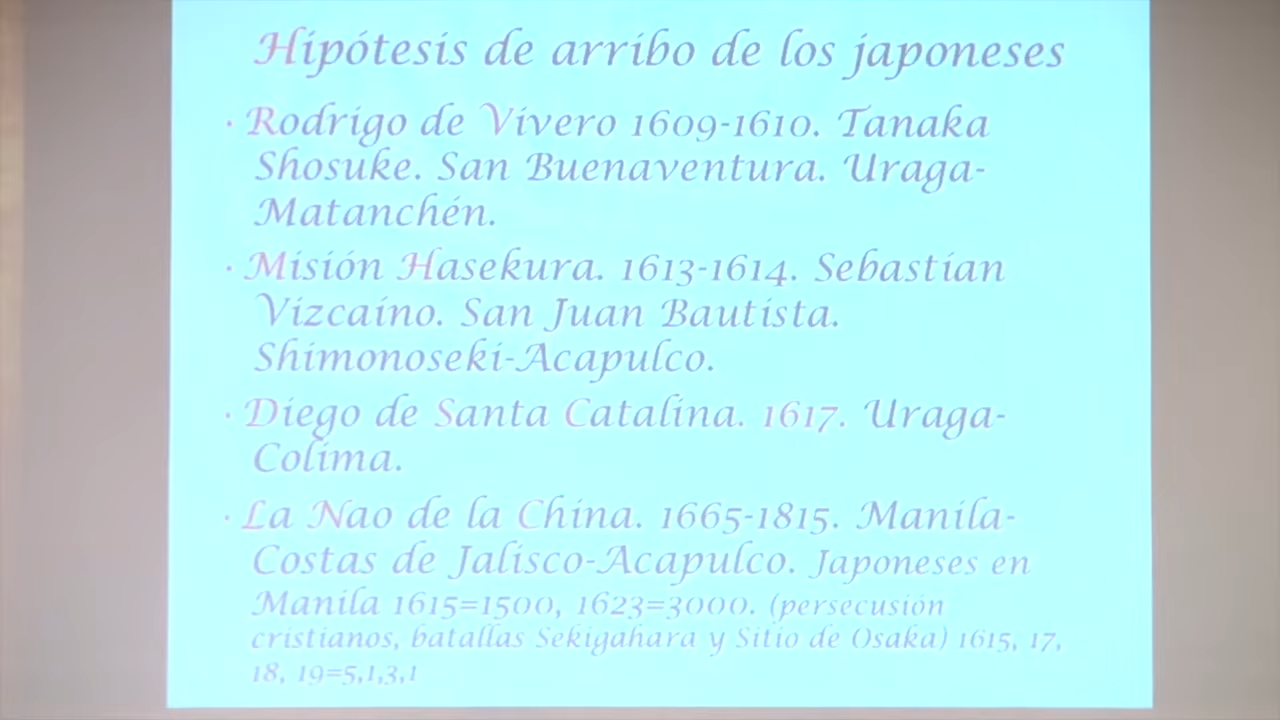 Hipótesis de arribo de los japoneses
· Rodrigo de Vivero 1609-1610. Tanaka
Shosuke. San Buenaventura. Uraga-
Matanchén.
· Misión Hasekura. 1613-1614. Sebastian
Vizcaíno. San Juan Bautista.
Shimonoseki-Acapulco.
· Diego de Santa Catalina. 1617. Uraga-
Colima.
· La Nao de la China. 1665-1815. Manila-
Costas de Jalisco-Acapulco. Japoneses en
Manila 1615=1500, 1623=3000. (persecusión
cristianos, batallas Sekigahara y Sitio de Osaka) 1615, 17,
18, 19=5,1,3,1